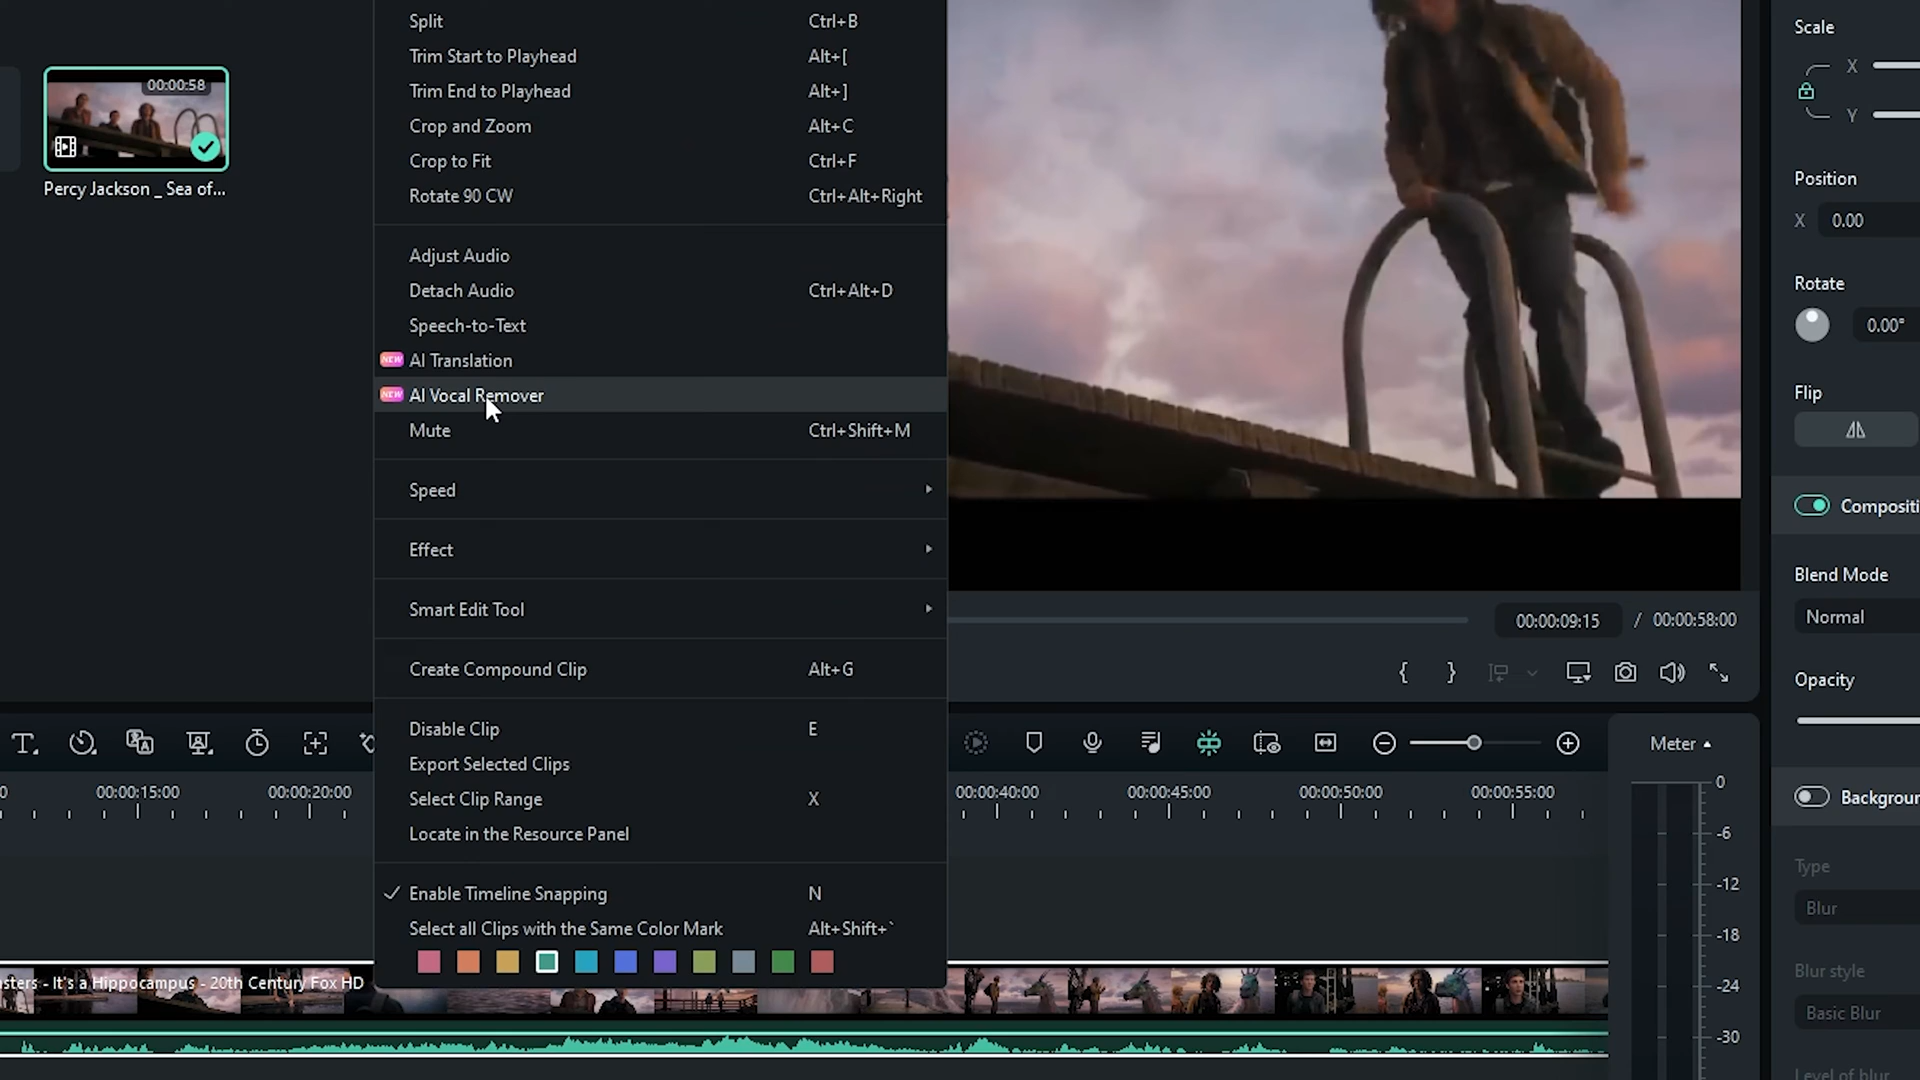 Split Ctrl+B
Trim Start to Playhead Alt+[
Trim End to Playhead Alt+]
Crop and Zoom Alt+C
Crop to Fit Ctrl+F
Rotate 90 CW Ctrl+Alt+Right
Adjust Audio
Detach Audio Ctrl+Alt+D
Speech-to-Text
NEW AI Translation
NEW AI Vocal Remover
Mute Ctrl+Shift+M
Speed
Effect
Smart Edit Tool
Create Compound Clip Alt+G
Disable Clip E
Export Selected Clips
Select Clip Range X
Locate in the Resource Panel
Enable Timeline Snapping N
Select all Clips with the Same Color Mark Alt+Shift+`
00:00:58
Percy Jackson _ Sea of...
Scale
X
Y
Position
X 0.00
Rotate
0.00°
Flip
Compositi
Blend Mode
Normal
Opacity
00:00:09:15 / 00:00:58:00
Meter
Backgroun
Type
Blur
Blur style
Basic Blur
Level of blur
0
-6
-12
-18
-24
-30
0 00:00:15:00 00:00:20:00 00:00:40:00 00:00:45:00 00:00:50:00 00:00:55:00
sters - It's a Hippocampus - 20th Century Fox HD